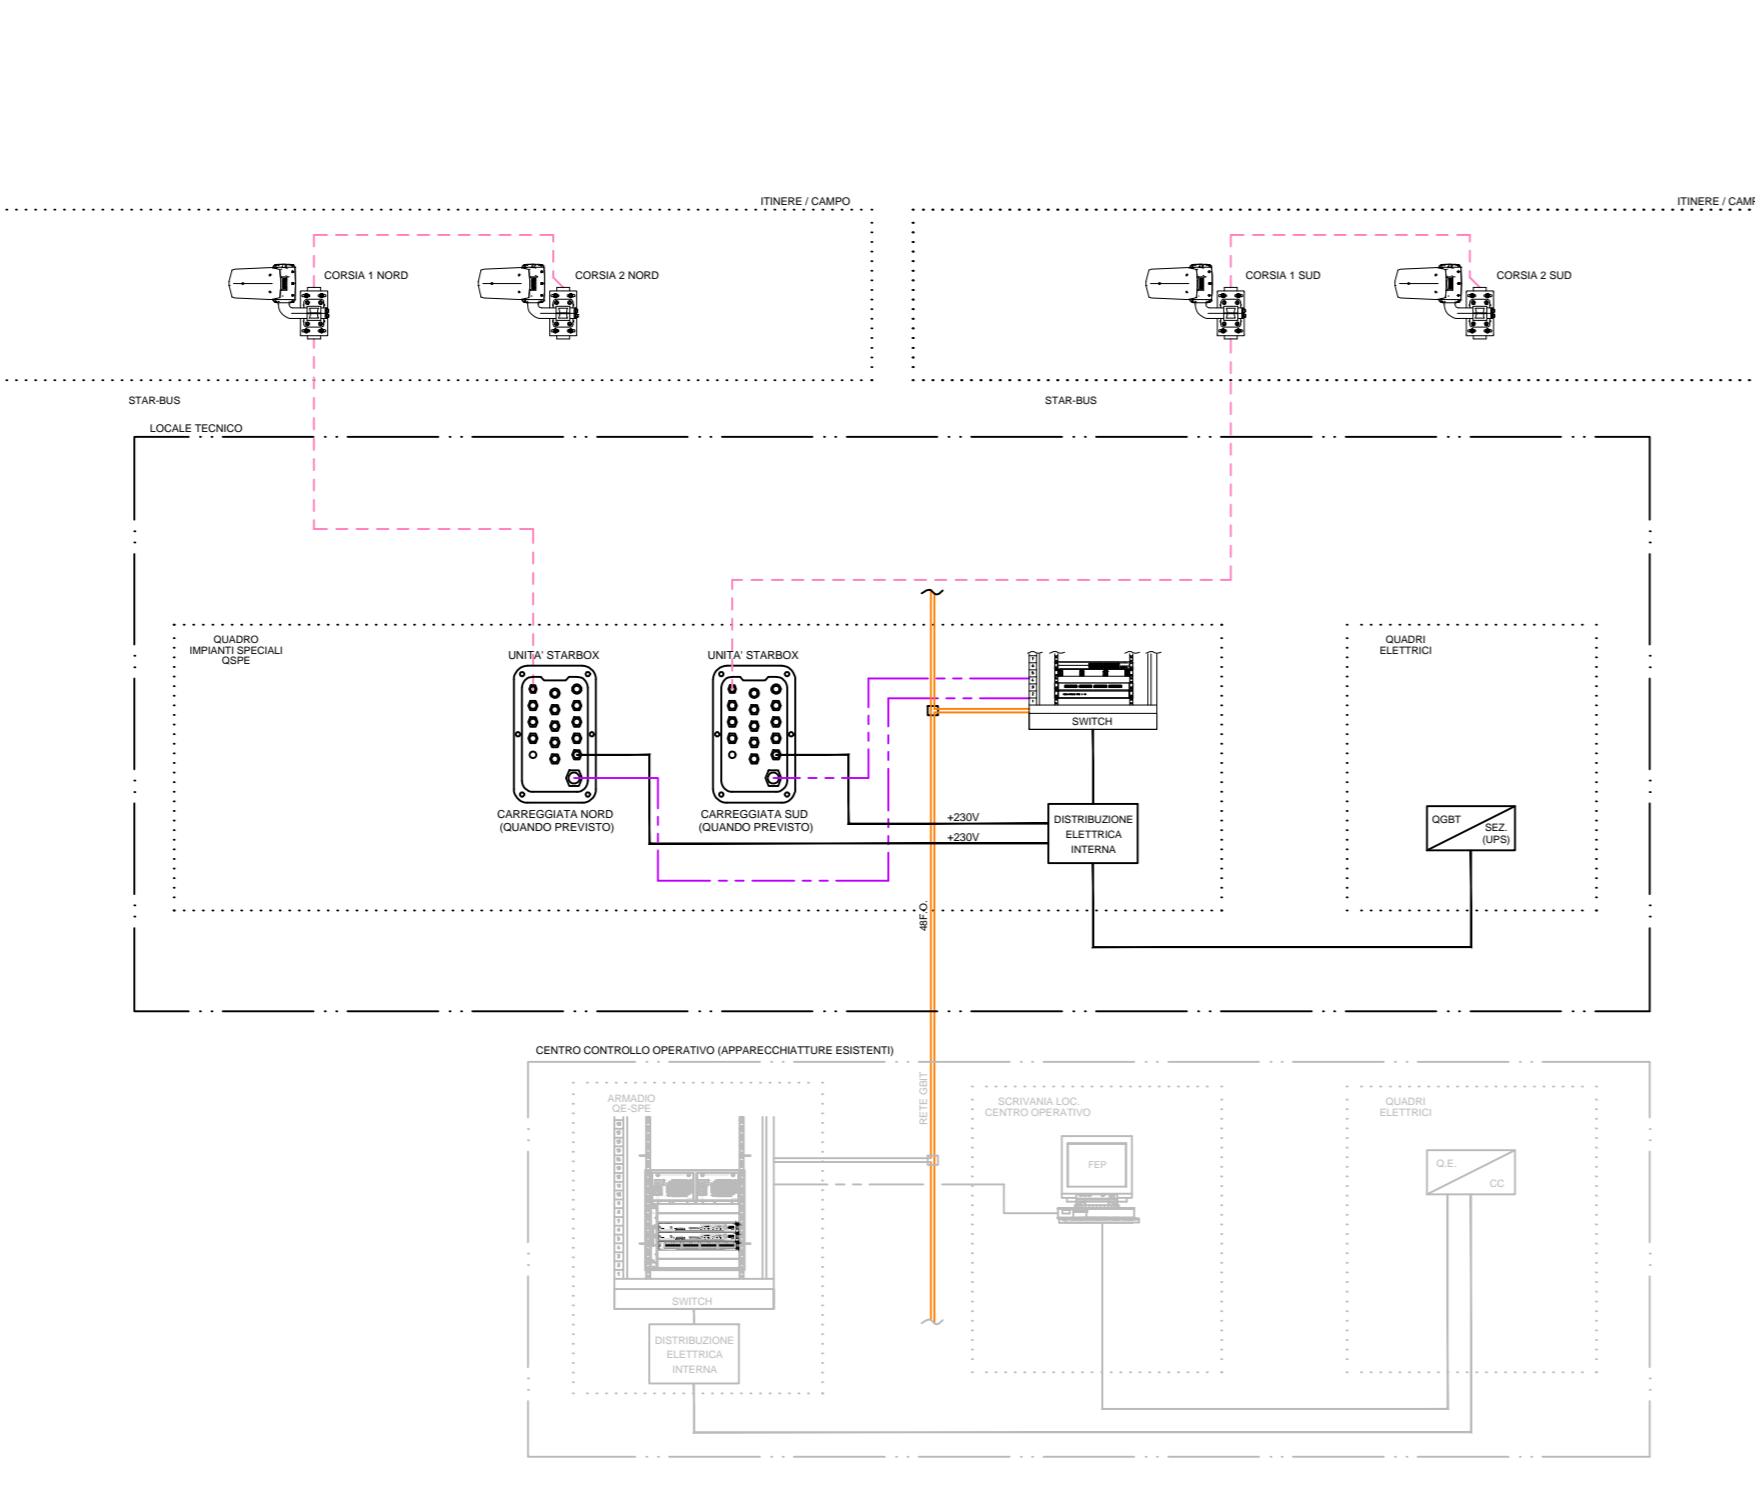 ITINERE / CAMPO
ITINERE / CAMP
CORSIA 1 NORD
CORSIA 2 NORD
CORSIA 1 SUD
CORSIA 2 SUD
STAR-BUS
STAR-BUS
LOCALE TECNICO
QUADRO
IMPIANTI SPECIALI
QSPE
UNITA' STARBOX
UNITA' STARBOX
QUADRI
ELETTRICI
SWITCH
CARREGGIATA NORD
(QUANDO PREVISTO)
CARREGGIATA SUD
(QUANDO PREVISTO)
+230V
+230V
DISTRIBUZIONE
ELETTRICA
INTERNA
QGBT
SEZ.
(UPS)
48F.O.
CENTRO CONTROLLO OPERATIVO (APPARECCHIATURE ESISTENTI)
ARMADIO
QE-SPE
RETE GBIT
SCRIVANIA LOC.
CENTRO OPERATIVO
QUADRI
ELETTRICI
FEP
Q.E.
CC
SWITCH
DISTRIBUZIONE
ELETTRICA
INTERNA